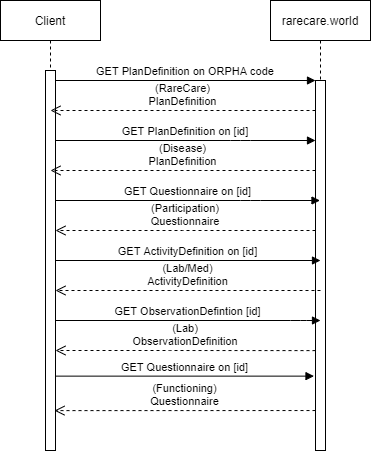 Client
rarecare.world
GET PlanDefinition on ORPHA code
(RareCare)
PlanDefinition
GET PlanDefinition on [id]
(Disease)
PlanDefinition
GET Questionnaire on [id]
(Participation)
Questionnaire
GET ActivityDefinition on [id]
(Lab/Med)
ActivityDefinition
GET ObservationDefintion [id]
(Lab)
ObservationDefinition
GET Questionnaire on [id]
(Functioning)
Questionnaire